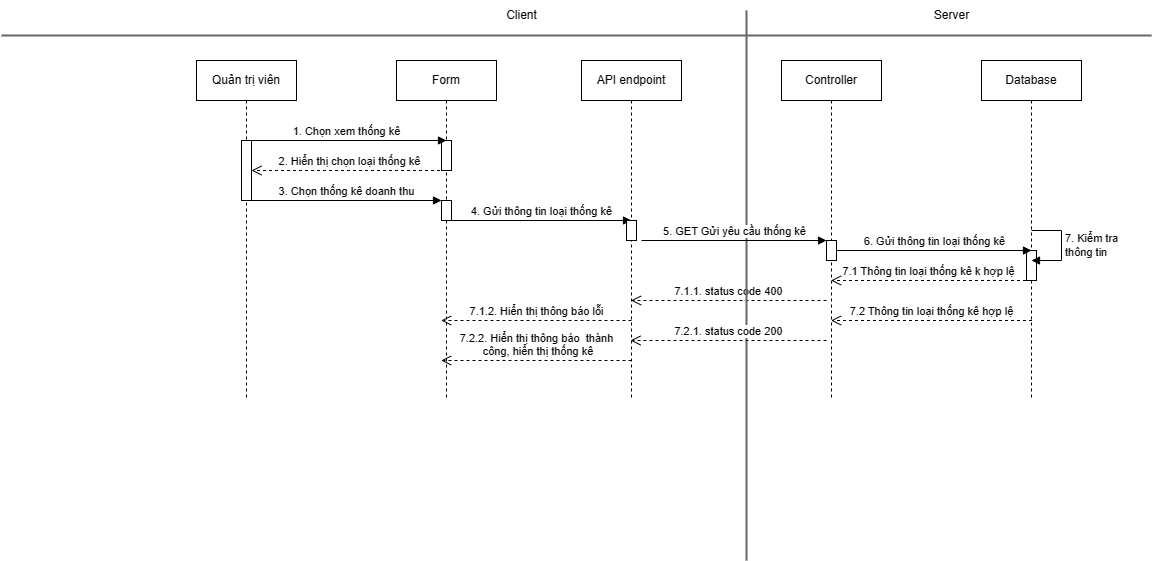 Client
Server
Quản trị viên
Form
API endpoint
Controller
Database
1. Chọn xem thống kê
2. Hiển thị chọn loại thống kê
3. Chọn thống kê doanh thu
4. Gửi thông tin loại thống kê
5. GET Gửi yêu cầu thống kê
6. Gửi thông tin loại thống kê
7. Kiểm tra
thông tin
7.1 Thông tin loại thống kê k hợp lệ
7.1.1. status code 400
7.1.2. Hiển thị thông báo lỗi
7.2 Thông tin loại thống kê hợp lệ
7.2.1. status code 200
7.2.2. Hiển thị thông báo thành
công, hiển thị thống kê